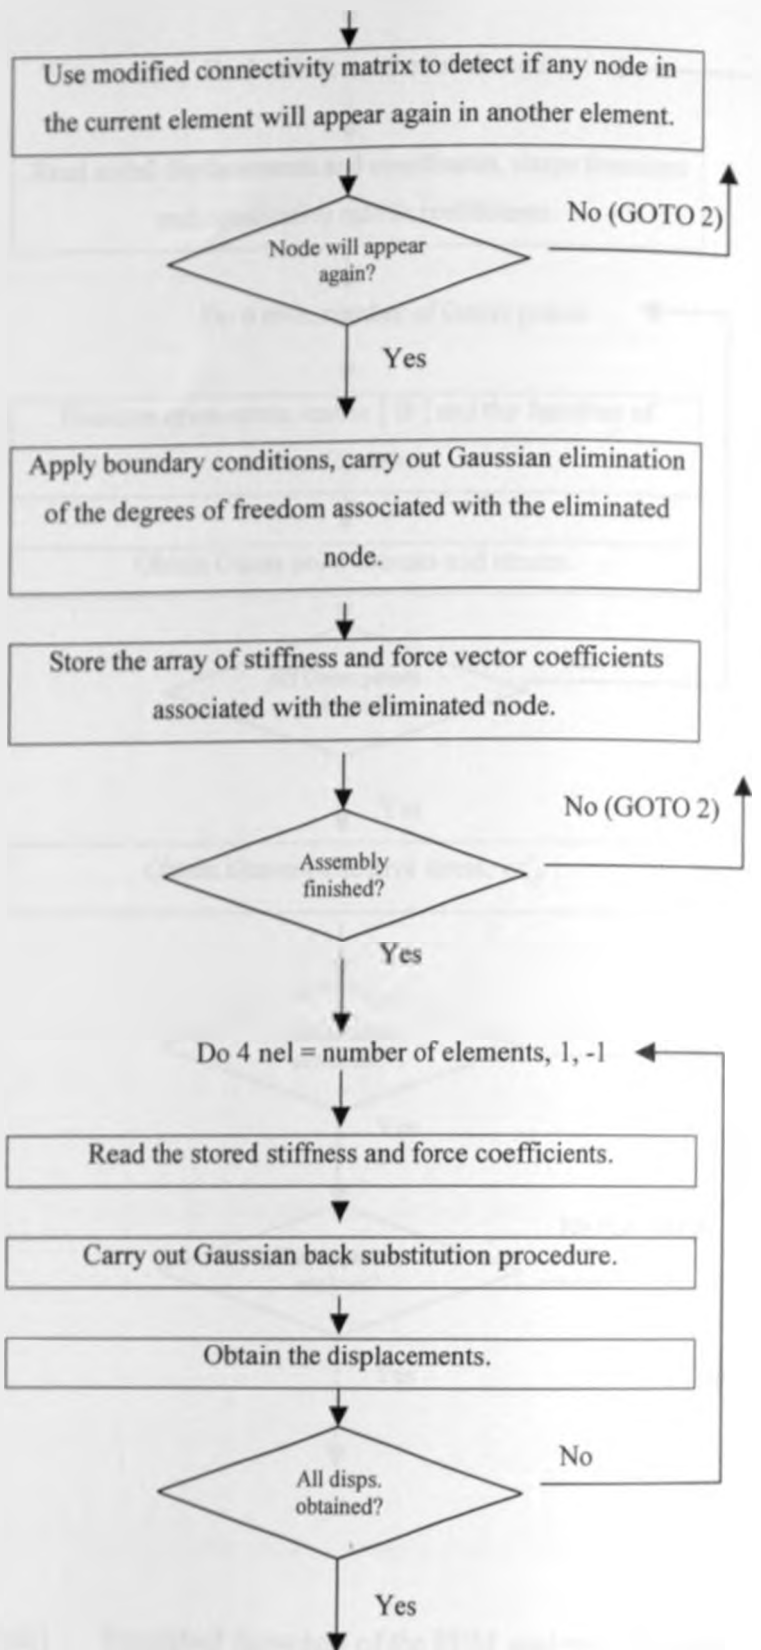 Use modified connectivity matrix to detect if any node in
the current element will appear again in another element.
Node will appear
again?
No (GOTO 2)
Yes
Apply boundary conditions, carry out Gaussian elimination
of the degrees of freedom associated with the eliminated
node.
Store the array of stiffness and force vector coefficients
associated with the eliminated node.
No (GOTO 2)
Assembly
finished?
Yes
Do 4 nel = number of elements, 1, -1
Read the stored stiffness and force coefficients.
Carry out Gaussian back substitution procedure.
Obtain the displacements.
All disps.
obtained?
No
Yes